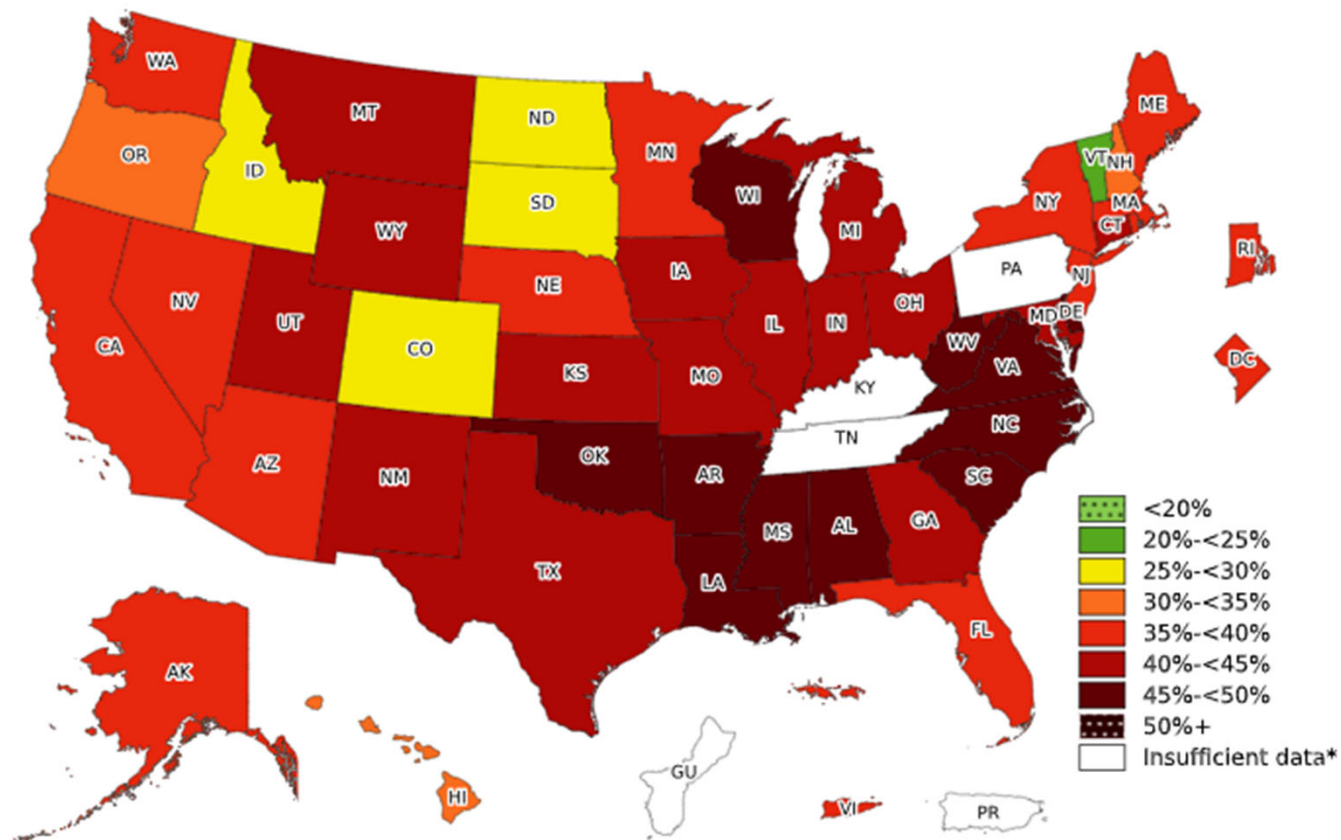 WA
MT
ND
MN
ME
OR
ID
SD
WI
VT
NH
WY
MI
NY
MA
CT
RI
IA
PA
NJ
NE
NV
UT
IL
IN
OH
MD
DE
CA
CO
WV
DC
KS
MO
KY
VA
AZ
NM
OK
AR
TN
NC
SC
MS
AL
GA
TX
LA
FL
AK
HI
GU
VI
PR
<20%
20%-<25%
25%-<30%
30%-<35%
35%-<40%
40%-<45%
45%-<50%
50%+
Insufficient data*